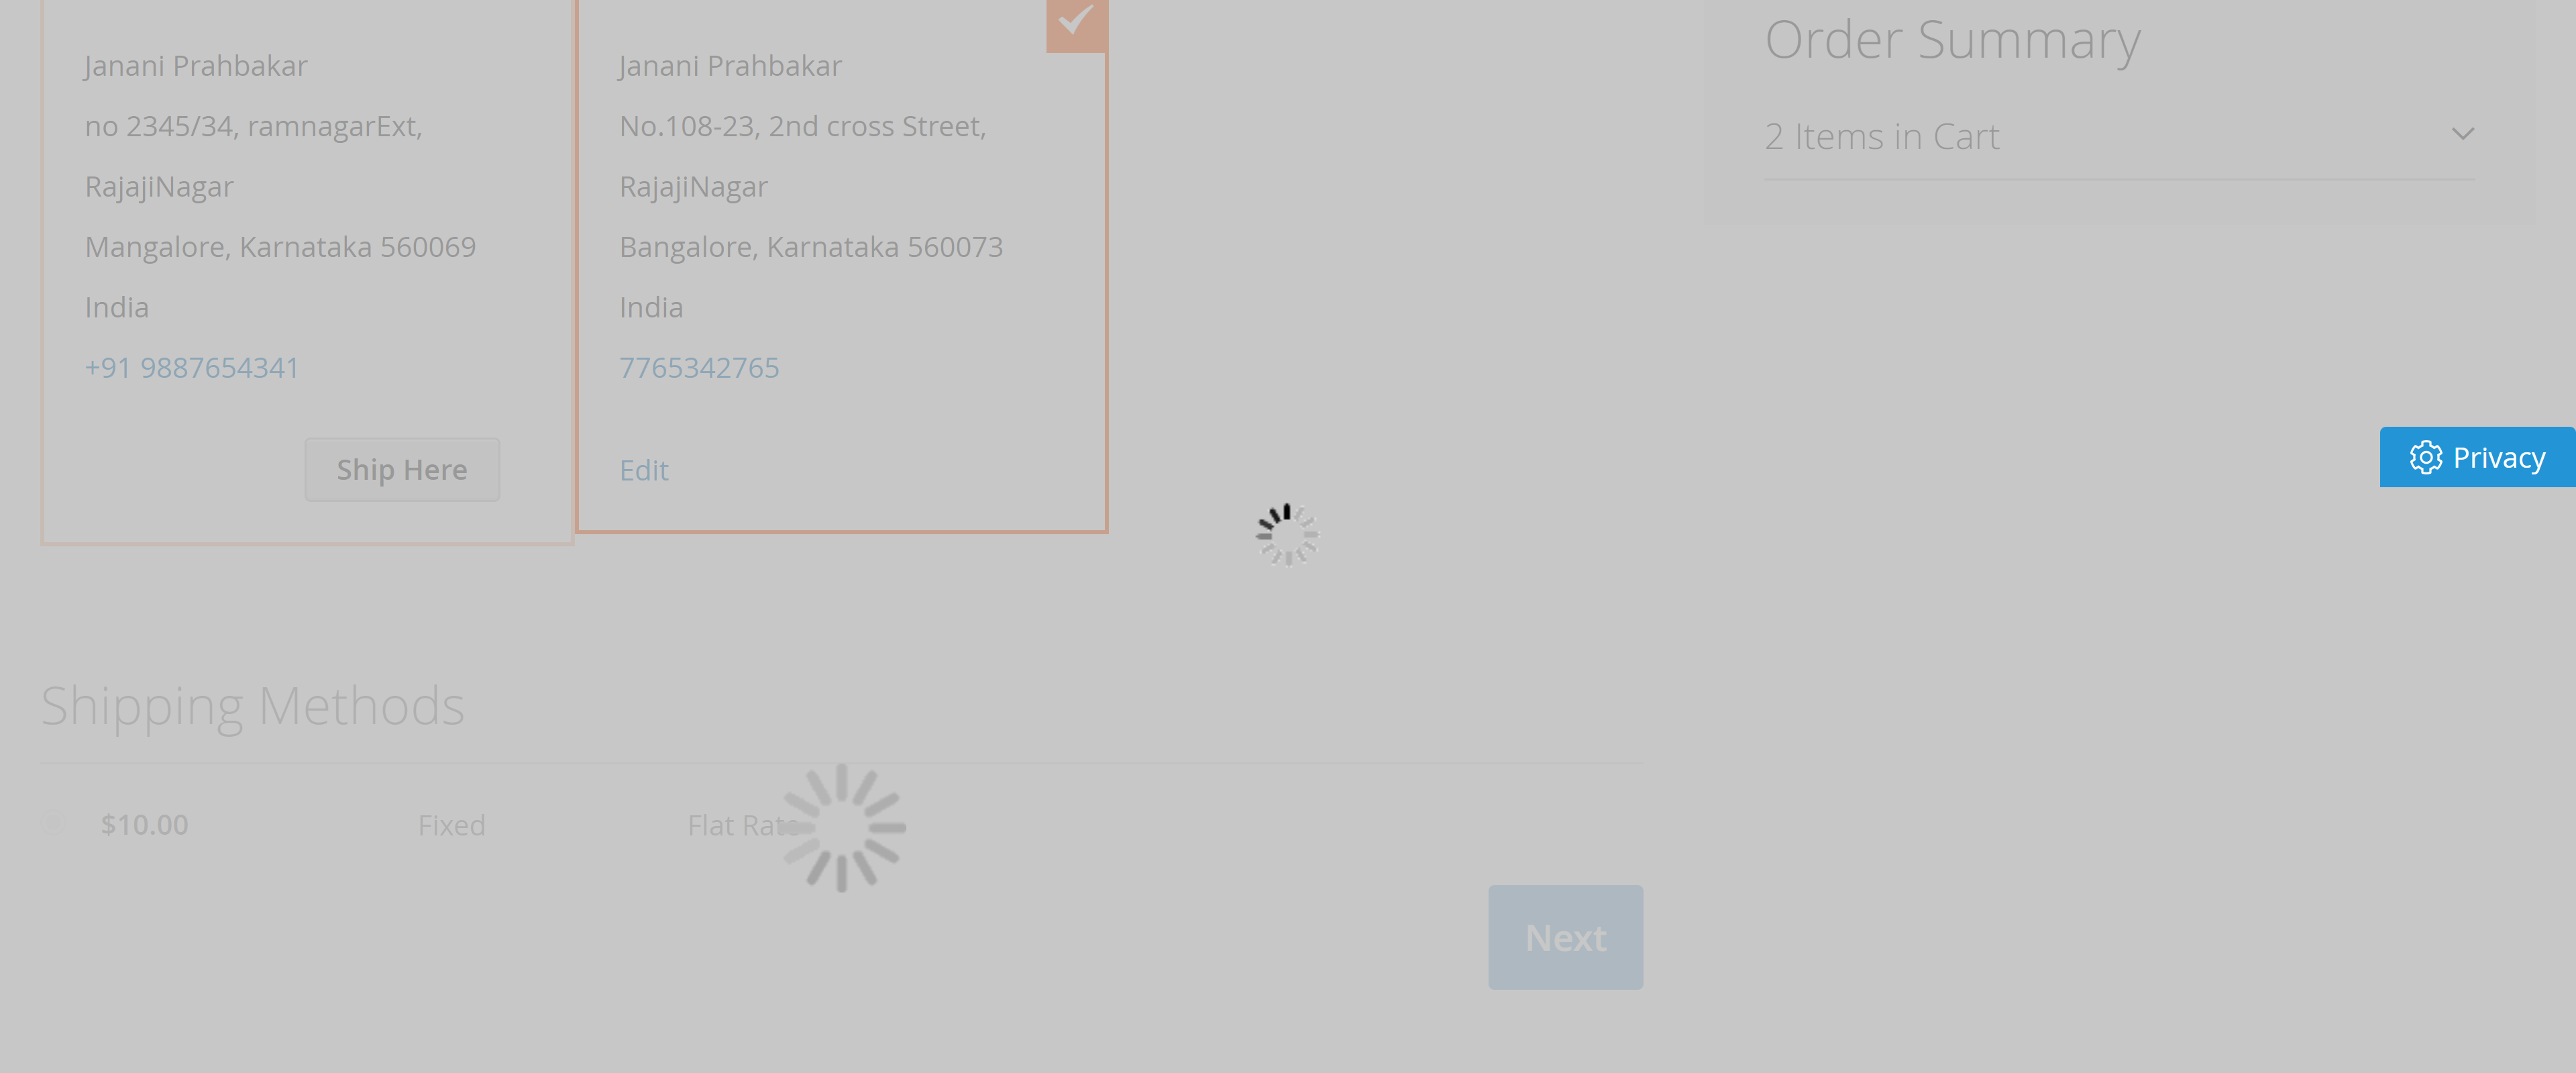 Janani Prahbakar
no 2345/34, ramnagarExt,
RajajiNagar
Mangalore, Karnataka 560069
India
+91 9887654341
Ship Here
Janani Prahbakar
No.108-23, 2nd cross Street,
RajajiNagar
Bangalore, Karnataka 560073
India
7765342765
Edit
Order Summary
2 Items in Cart
Privacy
Shipping Methods
$10.00 Fixed Flat Rate
Next